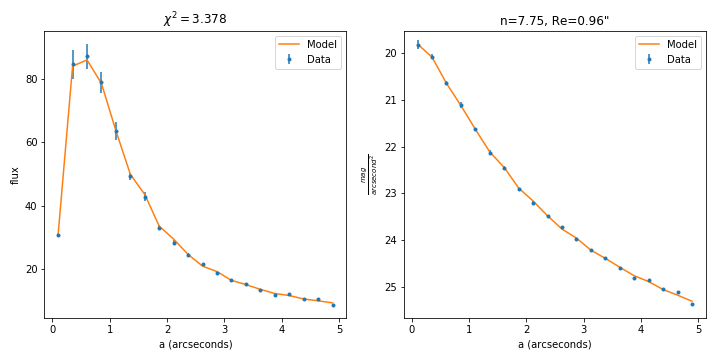 χ² = 3.378
Model
Data
flux
80
60
40
20
0 1 2 3 4 5
a (arcseconds)
n=7.75, Re=0.96"
Model
Data
mag
arcsecond²
20
21
22
23
24
25
0 1 2 3 4 5
a (arcseconds)